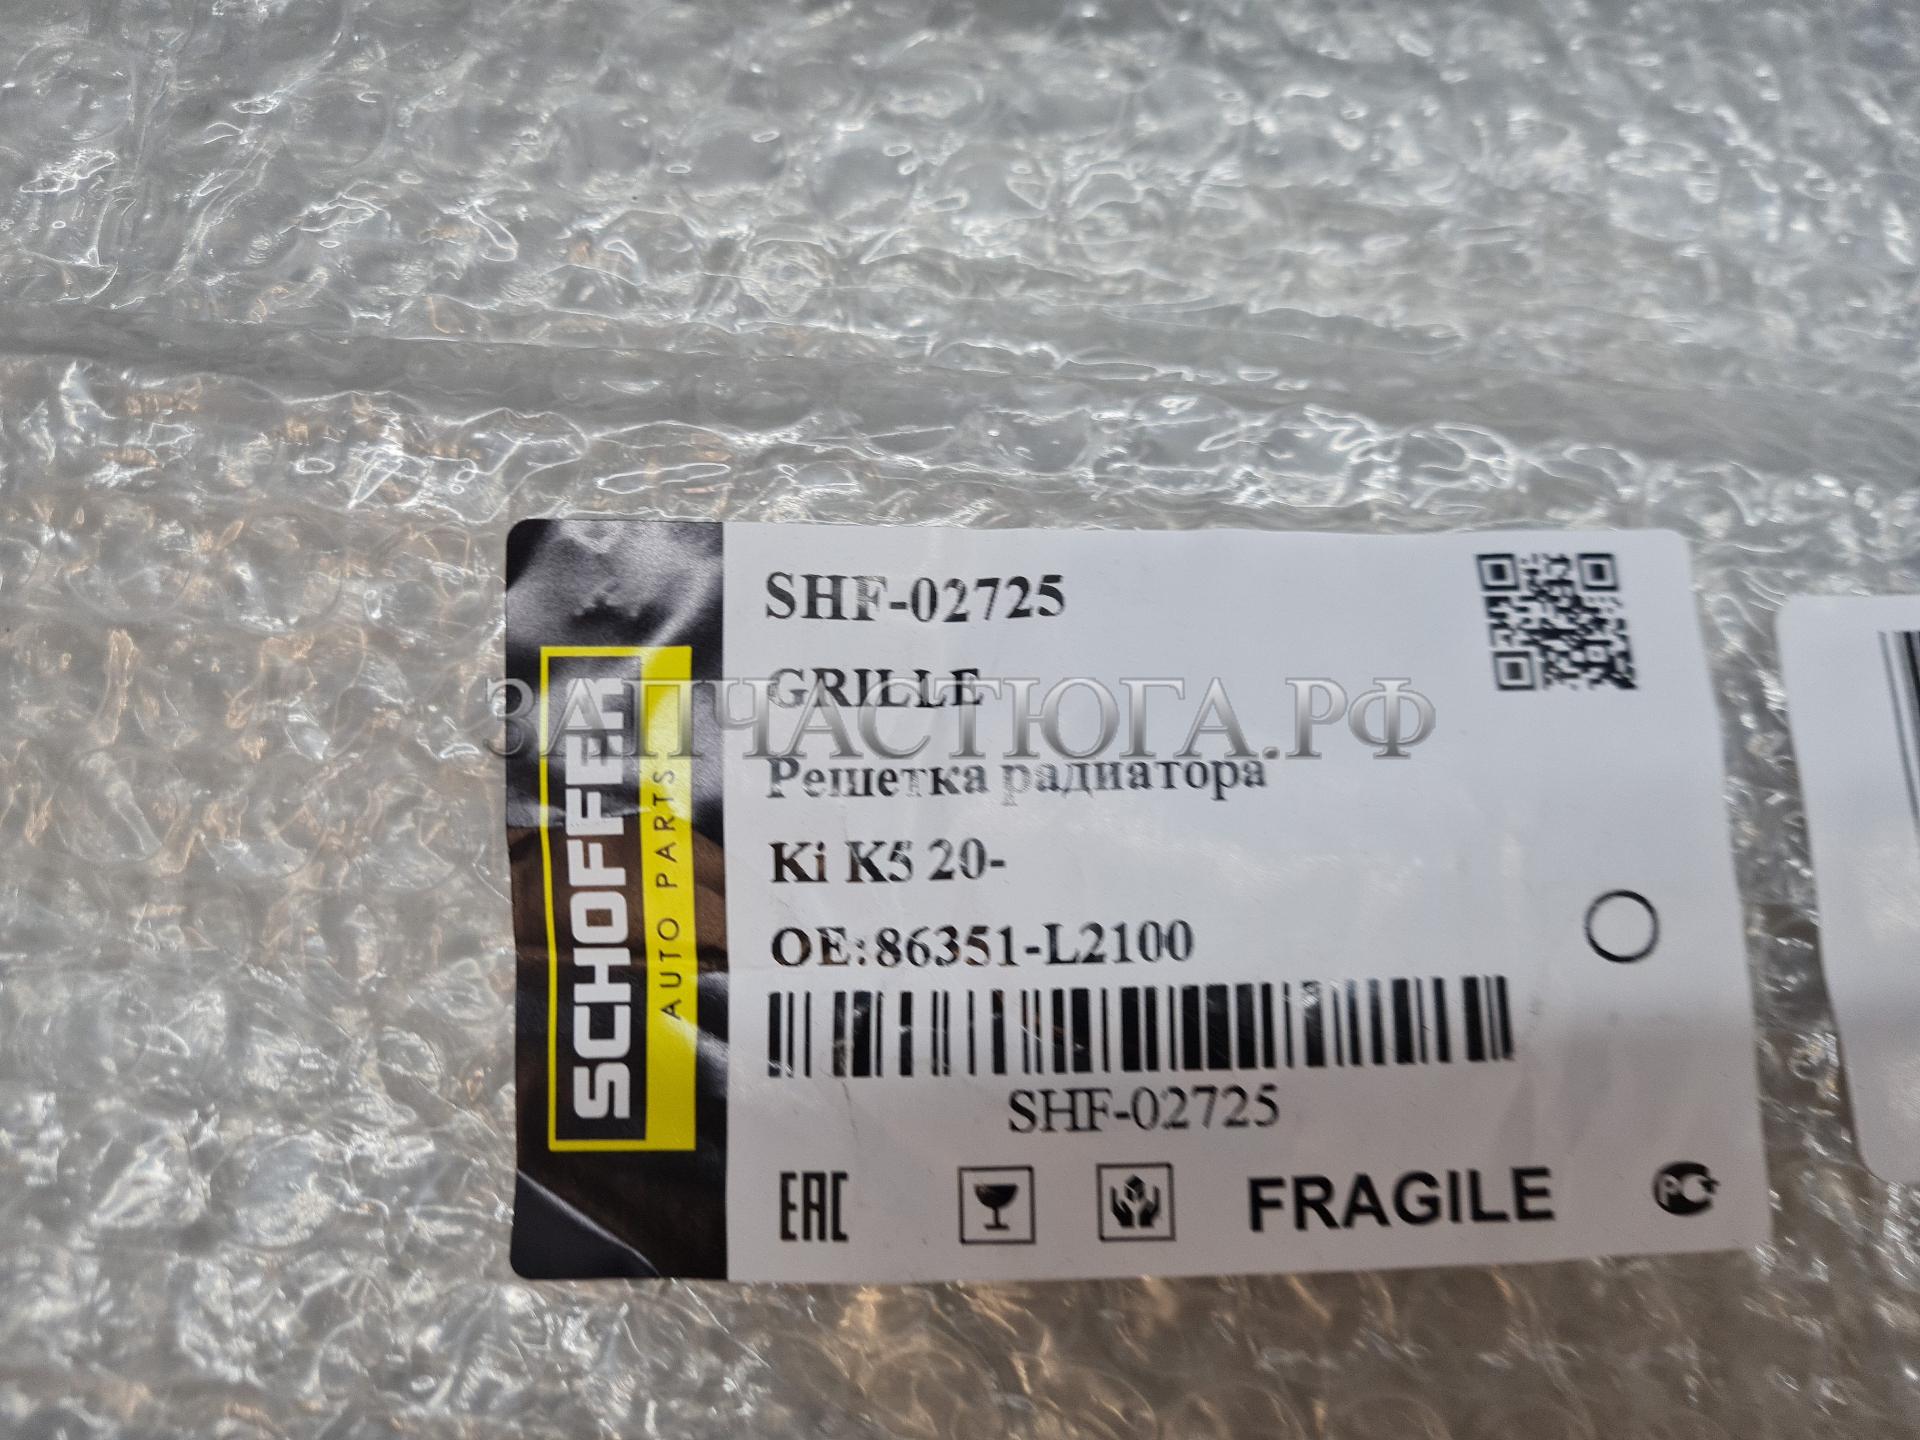 SHF-02725
GRILLE
ЗАПЧАСТЮГА.РФ
Решетка радиатора
Ki K5 20-
OE:86351-L2100
SHF-02725
EAC
FRAGILE
РСТ
SCHOFFER
AUTO PARTS